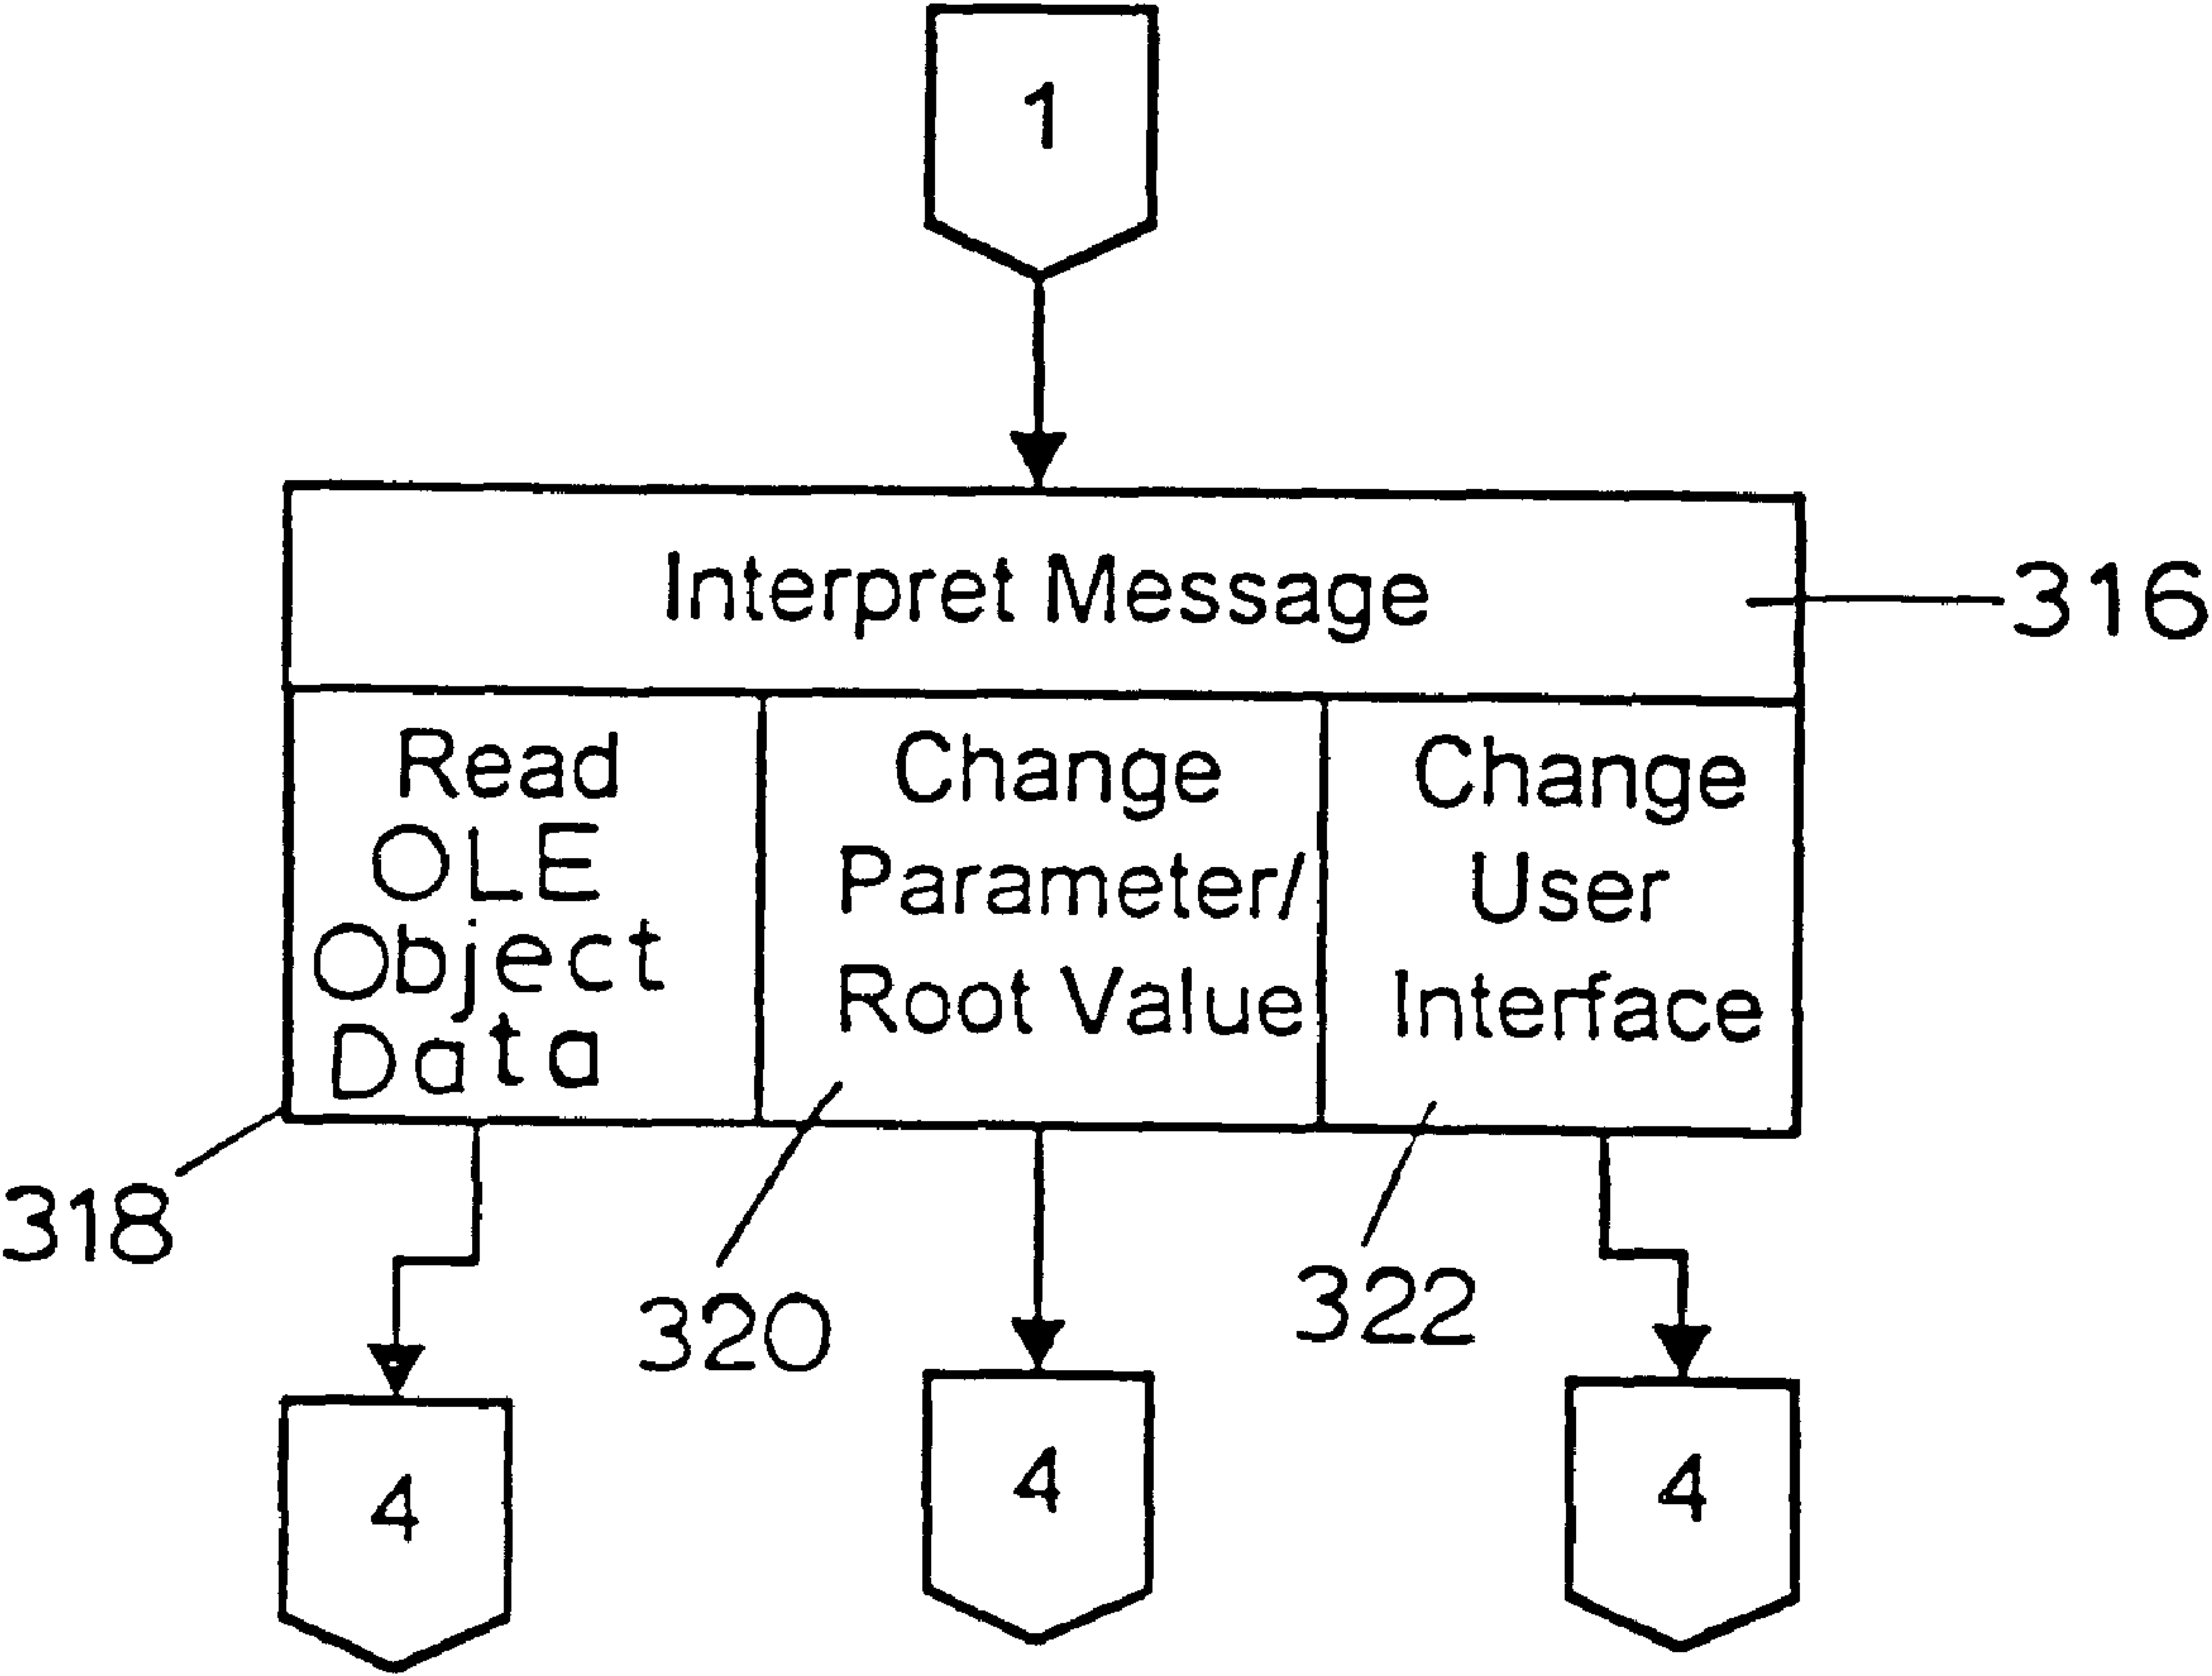 1
Interpret Message
316
Read
OLE
Object
Data
Change
Parameter/
Root Value
Change
User
Interface
318
320
322
4
4
4